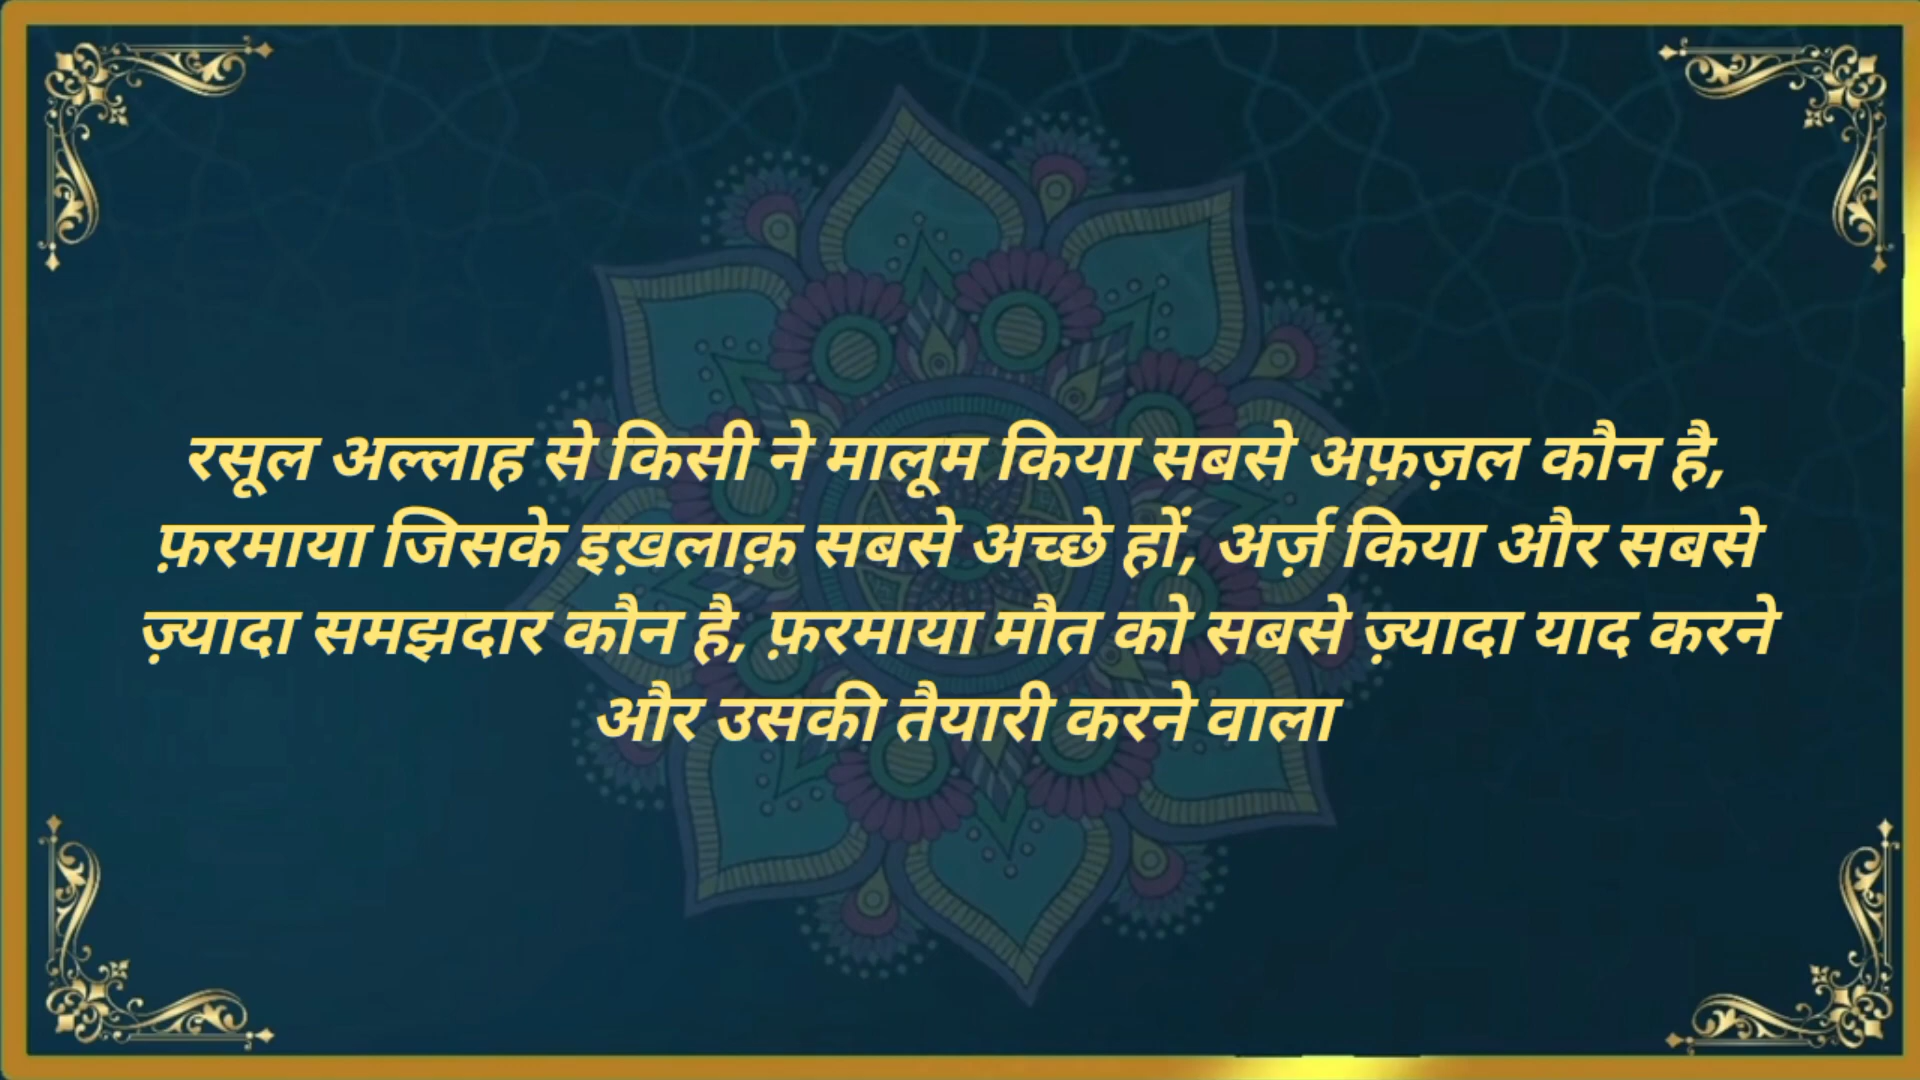 रसूल अल्लाह से किसी ने मालूम किया सबसे अफ़ज़ल कौन है,
फ़रमाया जिसके इख़लाक़ सबसे अच्छे हों, अर्ज़ किया और सबसे
ज़्यादा समझदार कौन है, फ़रमाया मौत को सबसे ज़्यादा याद करने
और उसकी तैयारी करने वाला